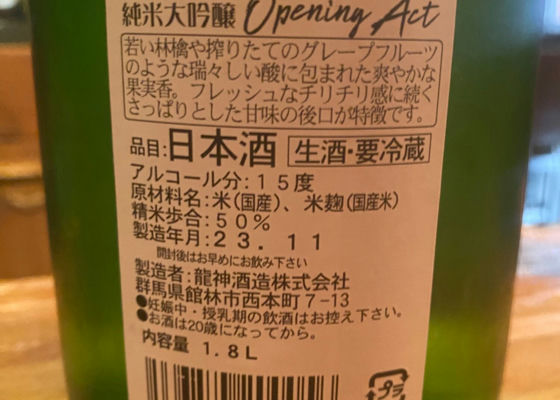 純米大吟醸 Opening Act
若い林檎や搾りたてのグレープフルーツ
のような瑞々しい酸に包まれた爽やかな
果実香。フレッシュなチリチリ感に続く
さっぱりとした甘味の後口が特徴です。
品目:日本酒 生酒・要冷蔵
アルコール分:15度
原材料名:米(国産)、米麹(国産米)
精米歩合:50%
製造年月:23.11
開封後はお早めにお飲み下さい
製造者:龍神酒造株式会社
群馬県館林市西本町7-13
●妊娠中・授乳期の飲酒はお控え下さい。
●お酒は20歳になってから。
内容量 1.8L